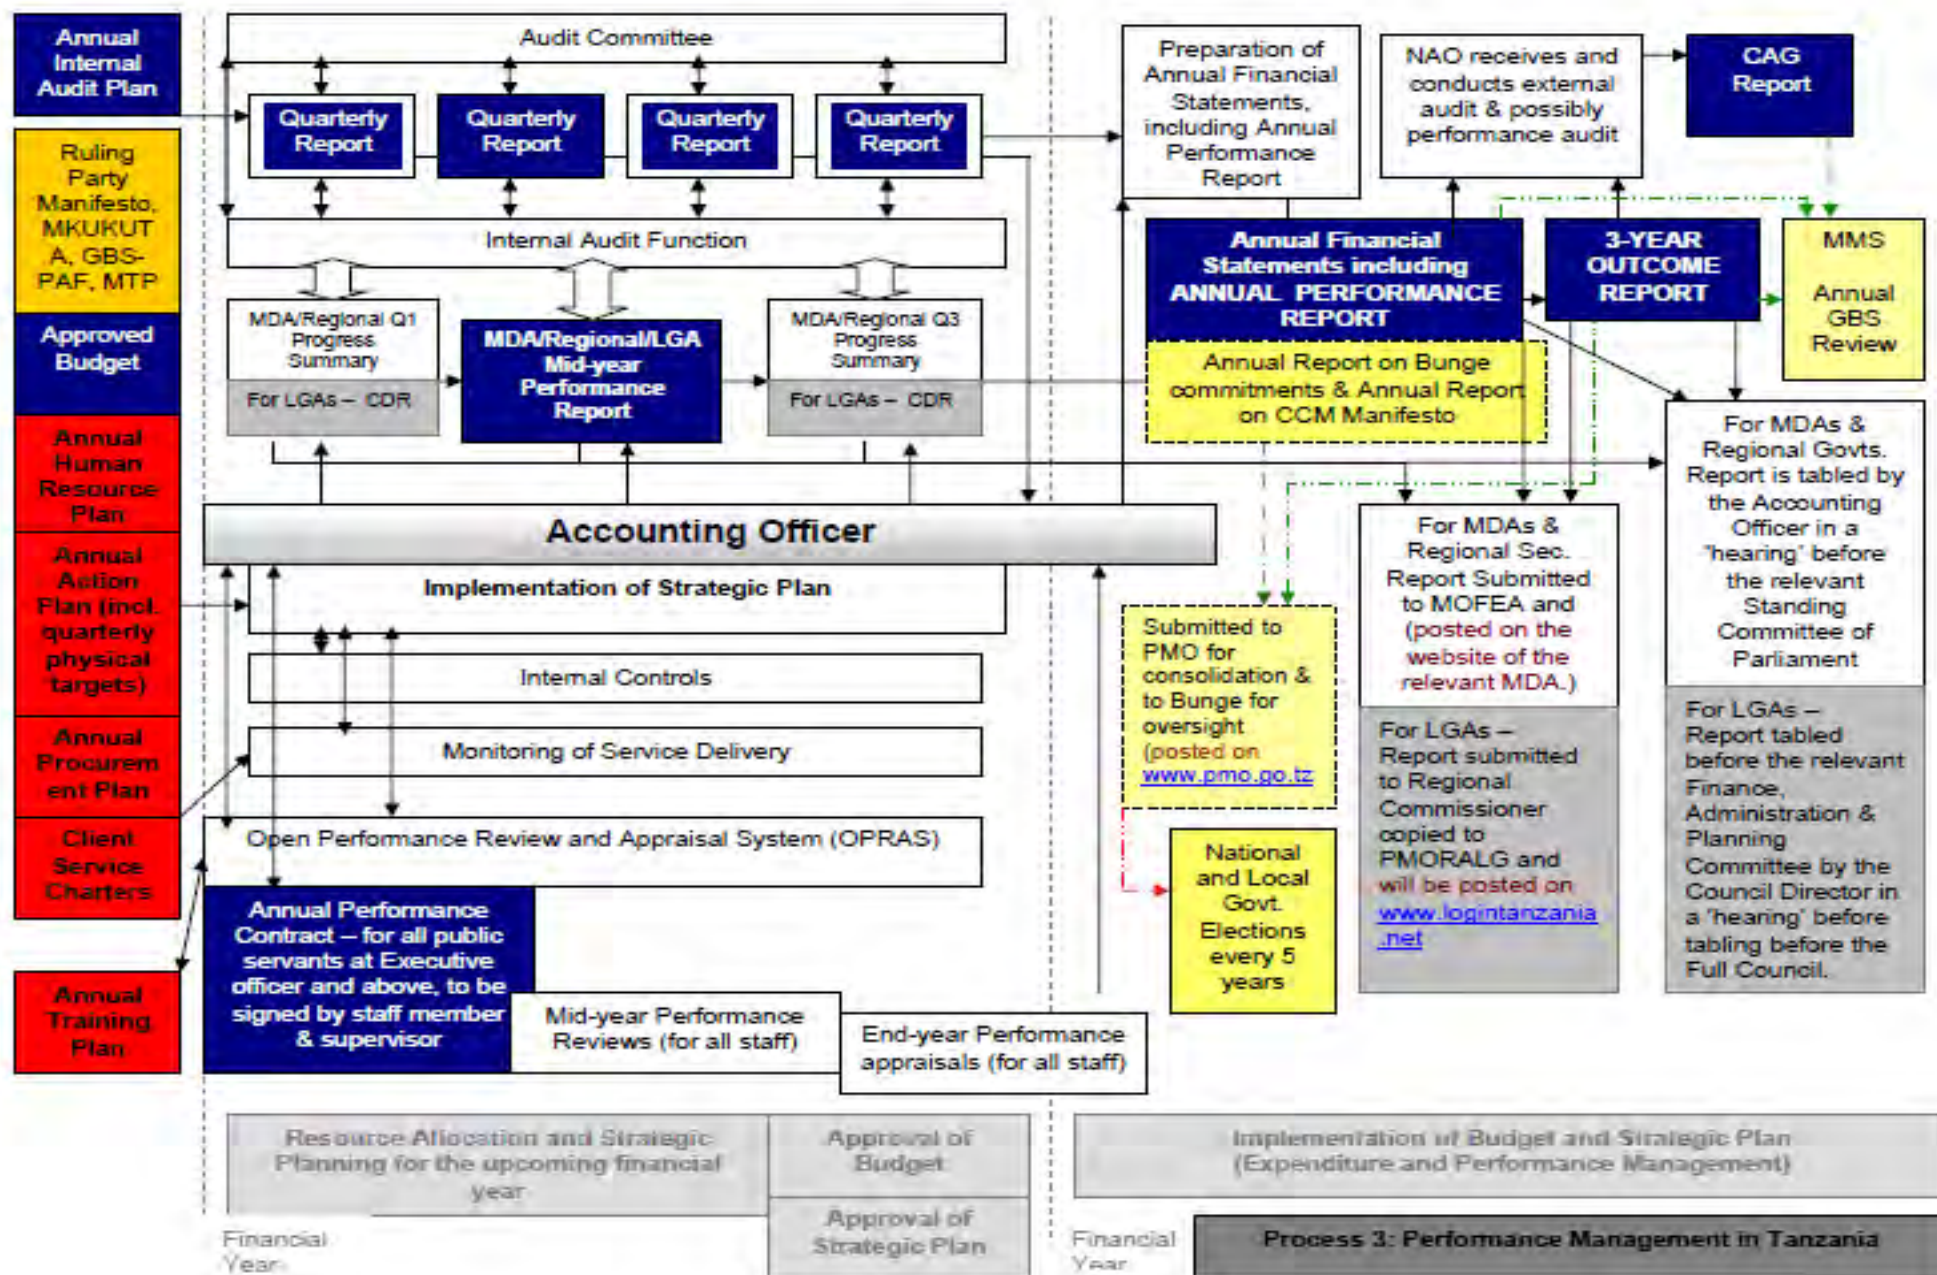 Annual
Internal
Audit Plan
Ruling
Party
Manifesto,
MKUKUT
A, GBS-
PAF, MTP
Approved
Budget
Annual
Human
Resource
Plan
Annual
Action
Plan (incl.
quarterly
physical
targets)
Annual
Procurem
ent Plan
Client
Service
Charters
Annual
Training
Plan
Audit Committee
Quarterly
Report
Quarterly
Report
Quarterly
Report
Quarterly
Report
Internal Audit Function
MDA/Regional Q1
Progress
Summary
For LGAs – CDR
MDA/Regional/LGA
Mid-year
Performance
Report
MDA/Regional Q3
Progress
Summary
For LGAs – CDR
Accounting Officer
Implementation of Strategic Plan
Internal Controls
Monitoring of Service Delivery
Open Performance Review and Appraisal System (OPRAS)
Annual Performance
Contract – for all public
servants at Executive
officer and above, to be
signed by staff member
& supervisor
Mid-year Performance
Reviews (for all staff)
End-year Performance
appraisals (for all staff)
Preparation of
Annual Financial
Statements,
including Annual
Performance
Report
NAO receives and
conducts external
audit & possibly
performance audit
CAG
Report
Annual Financial
Statements including
ANNUAL PERFORMANCE
REPORT
Annual Report on Bunge
commitments & Annual Report
on CCM Manifesto
3-YEAR
OUTCOME
REPORT
MMS
Annual
GBS
Review
Submitted to
PMO for
consolidation &
to Bunge for
oversight
(posted on
www.pmo.go.tz
National
and Local
Govt.
Elections
every 5
years
For MDAs &
Regional Sec.
Report Submitted
to MOFEA and
(posted on the
website of the
relevant MDA.)
For LGAs –
Report submitted
to Regional
Commissioner
copied to
PMORALG and
will be posted on
www.logintanzania
.net
For MDAs &
Regional Govts.
Report is tabled by
the Accounting
Officer in a
'hearing' before
the relevant
Standing
Committee of
Parliament
For LGAs –
Report tabled
before the relevant
Finance,
Administration &
Planning
Committee by the
Council Director in
a 'hearing' before
tabling before the
Full Council.
Resource Allocation and Strategic
Planning for the upcoming financial
year
Approval of
Budget
Approval of
Strategic Plan
Financial
Year
Implementation of Budget and Strategic Plan
(Expenditure and Performance Management)
Financial
Year
Process 3: Performance Management in Tanzania